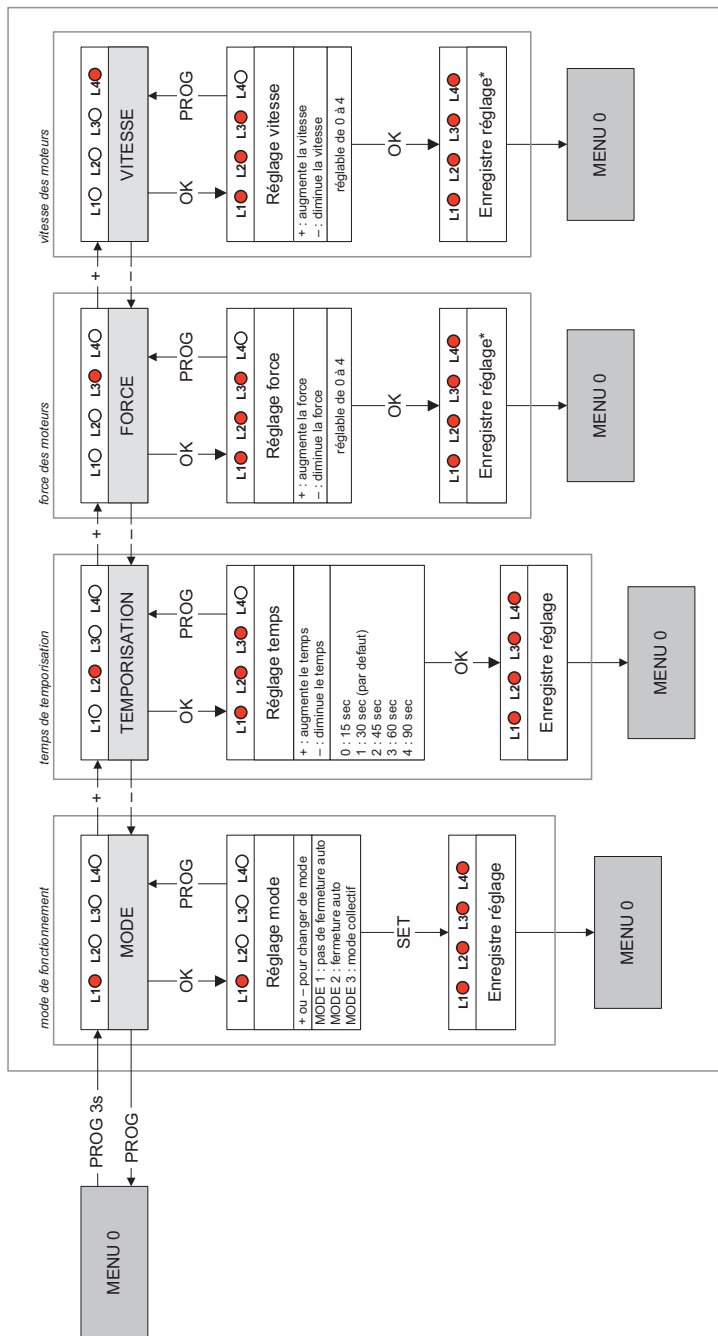 MENU 0
PROG 3s
PROG
mode de fonctionnement
L1 L2 L3 L4
MODE
OK
PROG
L1 L2 L3 L4
Réglage mode
+ ou – pour changer de mode
MODE 1 : pas de fermeture auto
MODE 2 : fermeture auto
MODE 3 : mode collectif
SET
L1 L2 L3 L4
Enregistre réglage
MENU 0
+
–
temps de temporisation
L1 L2 L3 L4
TEMPORISATION
OK
PROG
L1 L2 L3 L4
Réglage temps
+ : augmente le temps
– : diminue le temps
0 : 15 sec
1 : 30 sec (par defaut)
2 : 45 sec
3 : 60 sec
4 : 90 sec
OK
L1 L2 L3 L4
Enregistre réglage
MENU 0
+
–
force des moteurs
L1 L2 L3 L4
FORCE
OK
PROG
L1 L2 L3 L4
Réglage force
+ : augmente la force
– : diminue la force
réglable de 0 à 4
OK
L1 L2 L3 L4
Enregistre réglage*
MENU 0
+
–
vitesse des moteurs
L1 L2 L3 L4
VITESSE
OK
PROG
L1 L2 L3 L4
Réglage vitesse
+ : augmente la vitesse
– : diminue la vitesse
réglable de 0 à 4
OK
L1 L2 L3 L4
Enregistre réglage*
MENU 0